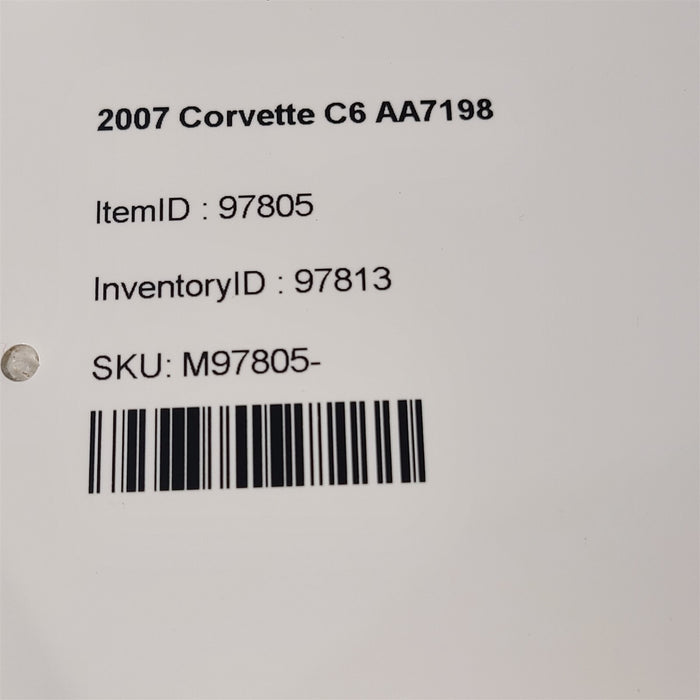 2007 Corvette C6 AA7198
ItemID : 97805
InventoryID : 97813
SKU: M97805-